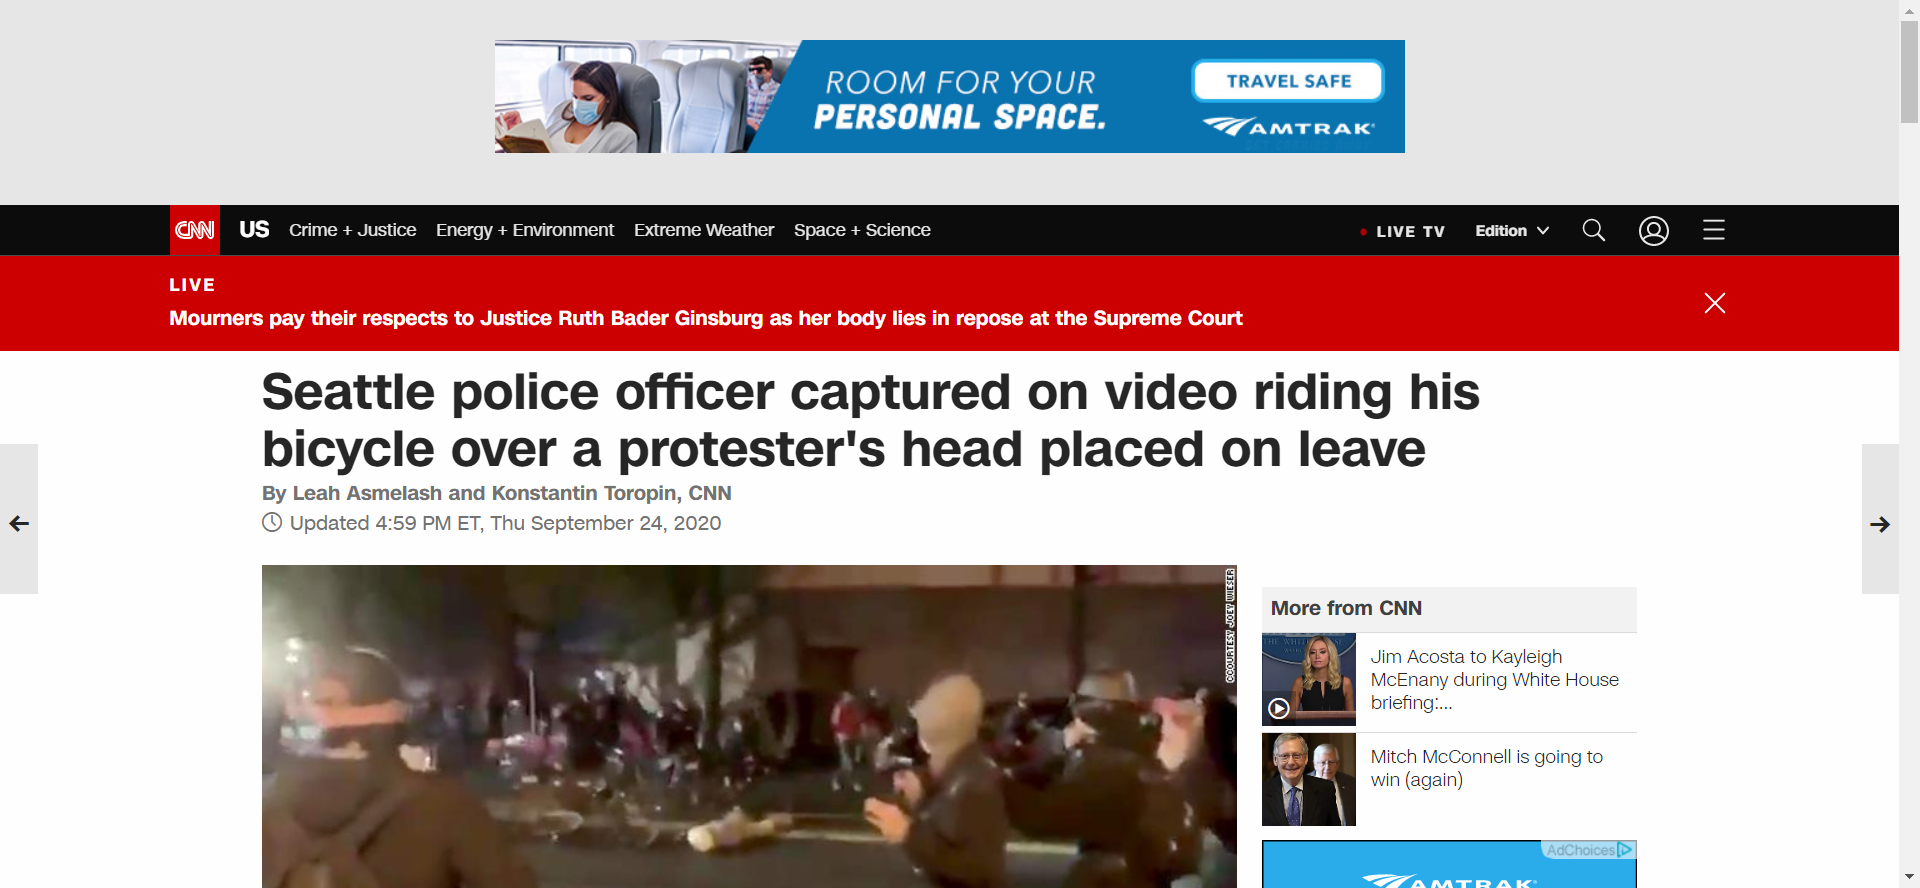 ROOM FOR YOUR
PERSONAL SPACE.
TRAVEL SAFE
AMTRAK
CNN
US
Crime + Justice
Energy + Environment
Extreme Weather
Space + Science
LIVE TV
Edition
LIVE
Mourners pay their respects to Justice Ruth Bader Ginsburg as her body lies in repose at the Supreme Court
Seattle police officer captured on video riding his
bicycle over a protester's head placed on leave
By Leah Asmelash and Konstantin Toropin, CNN
Updated 4:59 PM ET, Thu September 24, 2020
COURTESY JOEY WIESER
More from CNN
Jim Acosta to Kayleigh
McEnany during White House
briefing:...
Mitch McConnell is going to
win (again)
AdChoices
AMTRAK